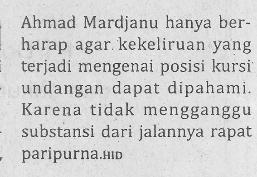 Ahmad Mardjanu hanya ber-
harap agar kekeliruan yang
terjadi mengenai posisi kursi
undangan dapat dipahami.
Karena tidak mengganggu
substansi dari jalannya rapat
paripurna.HID